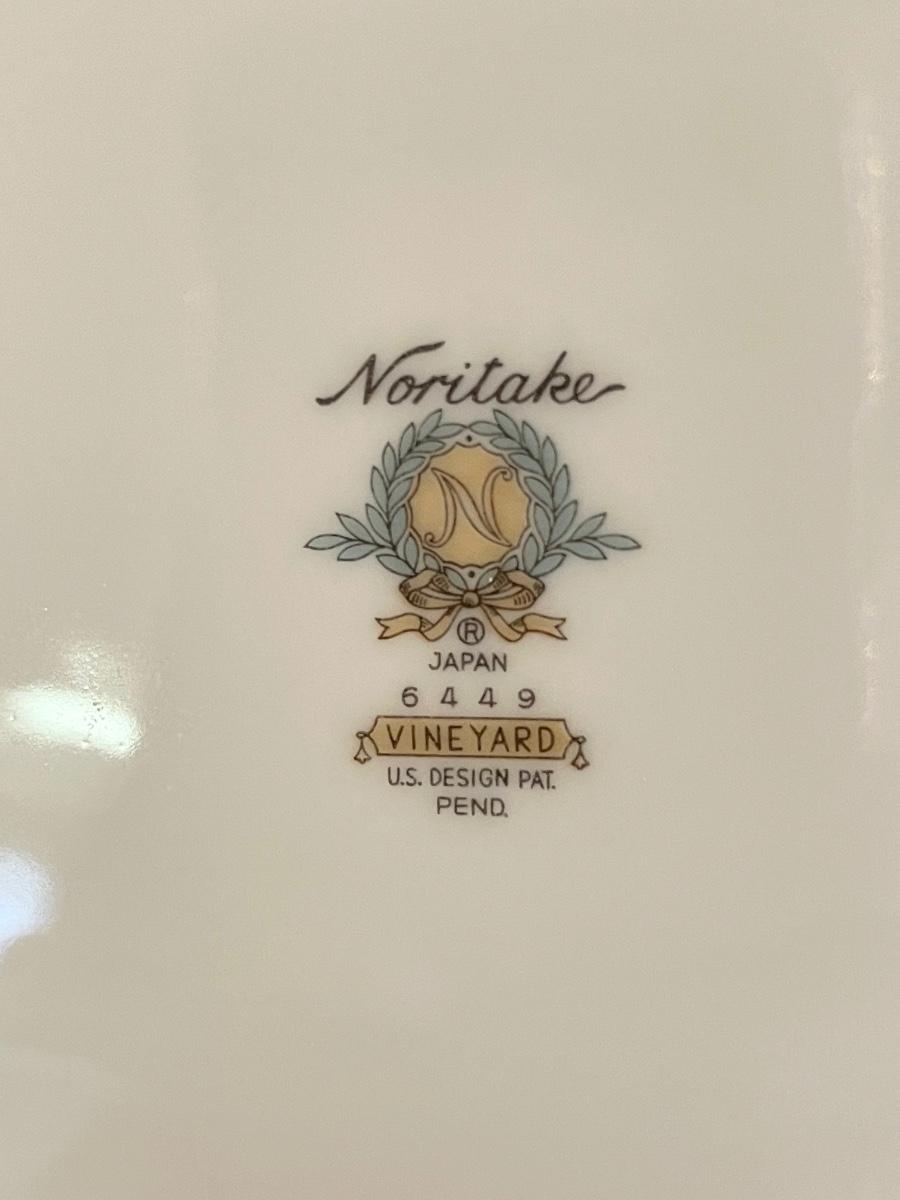 Noritake
N
®
JAPAN
6449
VINEYARD
U.S. DESIGN PAT.
PEND.